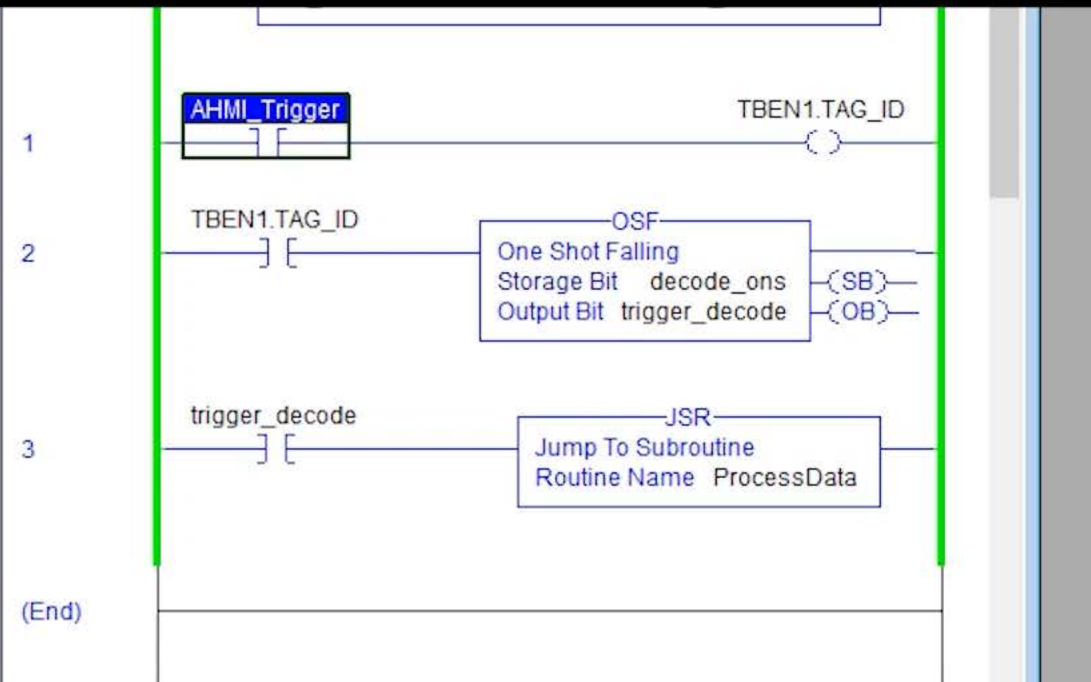 AHMI_Trigger
TBEN1.TAG_ID
1
TBEN1.TAG_ID
OSF
2
One Shot Falling
Storage Bit decode_ons
(SB)
Output Bit trigger_decode
(OB)
trigger_decode
JSR
3
Jump To Subroutine
Routine Name ProcessData
(End)